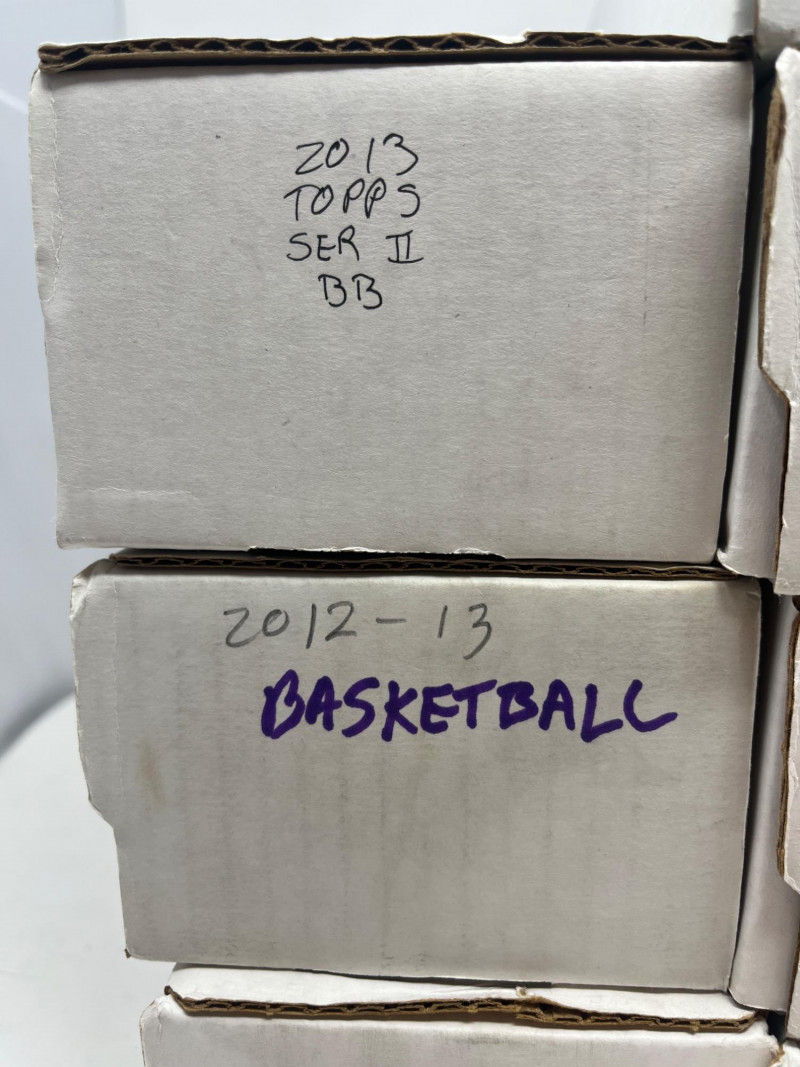 2013
TOPPS
SER II
BB
2012-13
BASKETBALL